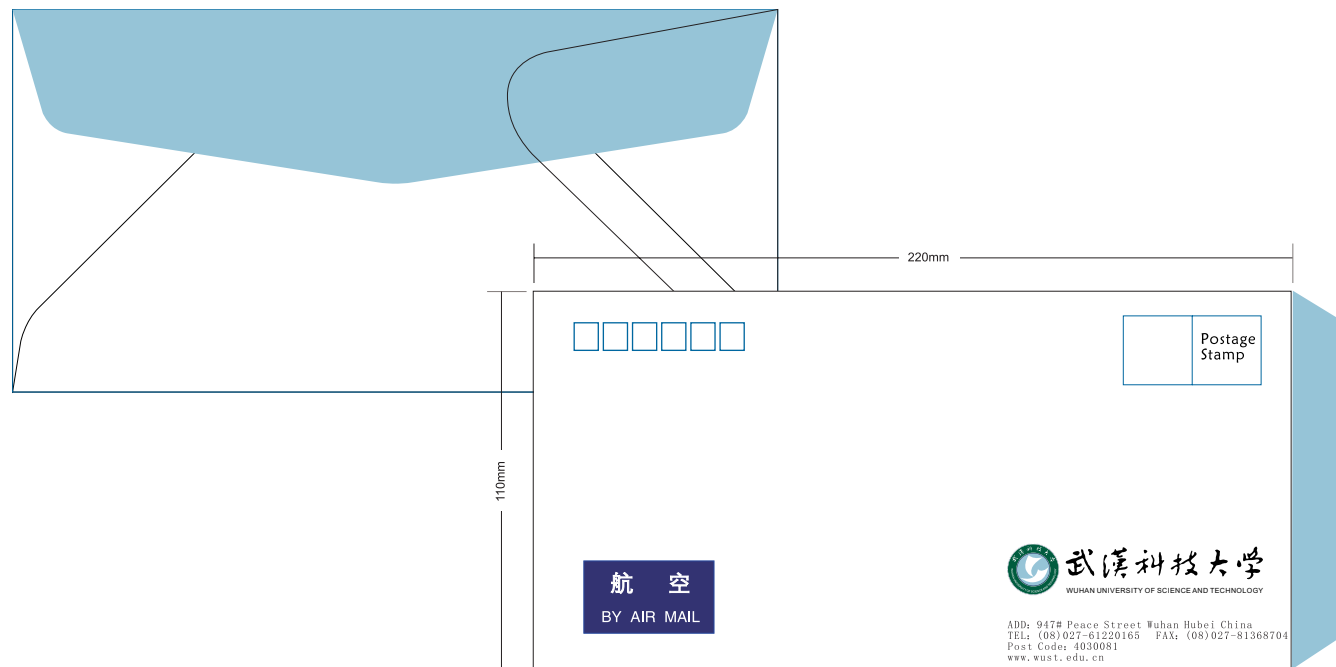 220mm
Postage
Stamp
110mm
航 空
BY AIR MAIL
武漢科技大学
WUHAN UNIVERSITY OF SCIENCE AND TECHNOLOGY
ADD: 947# Peace Street Wuhan Hubei China
TEL: (08)027-61220165 FAX: (08)027-81368704
Post Code: 4030081
www.wust.edu.cn